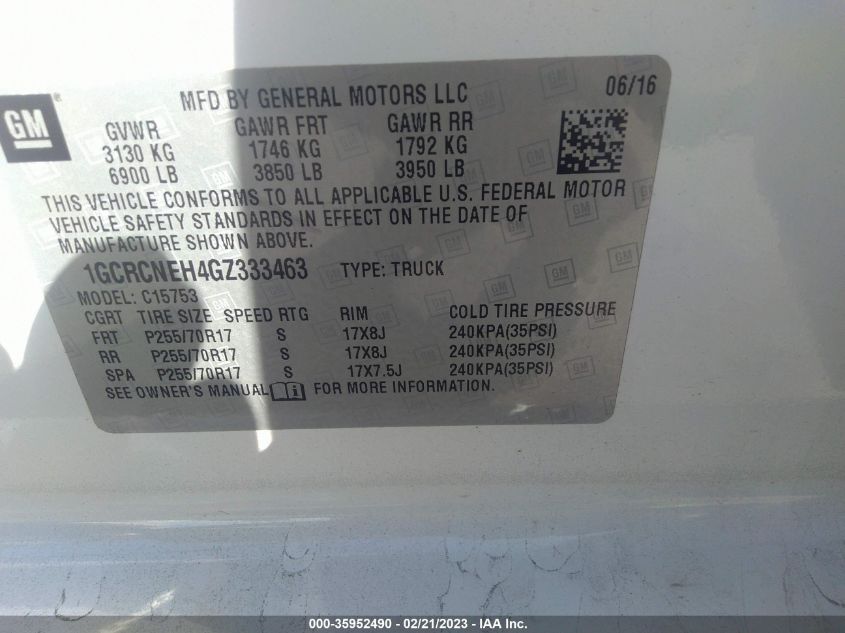 06/16
MFD BY GENERAL MOTORS LLC
GM
GVWR GAWR FRT GAWR RR
3130 KG 1746 KG 1792 KG
6900 LB 3850 LB 3950 LB
THIS VEHICLE CONFORMS TO ALL APPLICABLE U.S. FEDERAL MOTOR
VEHICLE SAFETY STANDARDS IN EFFECT ON THE DATE OF
MANUFACTURE SHOWN ABOVE.
1GCRCNEH4GZ333463 TYPE: TRUCK
MODEL: C15753
CGRT TIRE SIZE SPEED RTG RIM COLD TIRE PRESSURE
FRT P255/70R17 S 17X8J 240KPA(35PSI)
RR P255/70R17 S 17X8J 240KPA(35PSI)
SPA P255/70R17 S 17X7.5J 240KPA(35PSI)
SEE OWNER'S MANUAL FOR MORE INFORMATION.
000-35952490 - 02/21/2023 - IAA Inc.